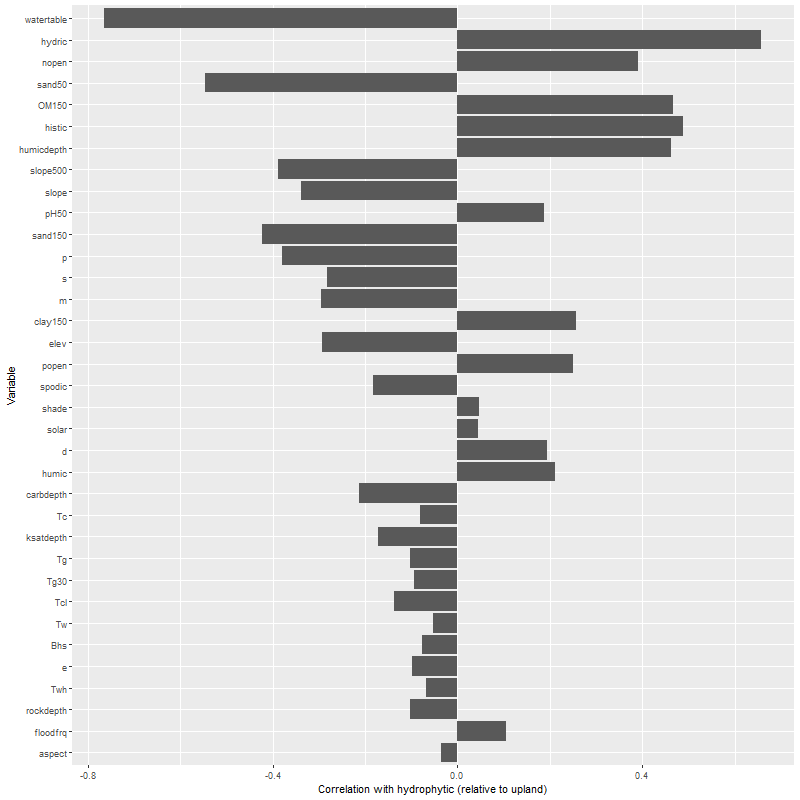 watertable
hydric
nopen
sand50
OM150
histic
humicdepth
slope500
slope
pH50
sand150
p
s
m
clay150
elev
popen
spodic
shade
solar
d
humic
carbdepth
Tc
ksatdepth
Tg
Tg30
Tcl
Tw
Bhs
e
Twh
rockdepth
floodfrq
aspect
Variable
-0.8 -0.4 0.0 0.4
Correlation with hydrophytic (relative to upland)